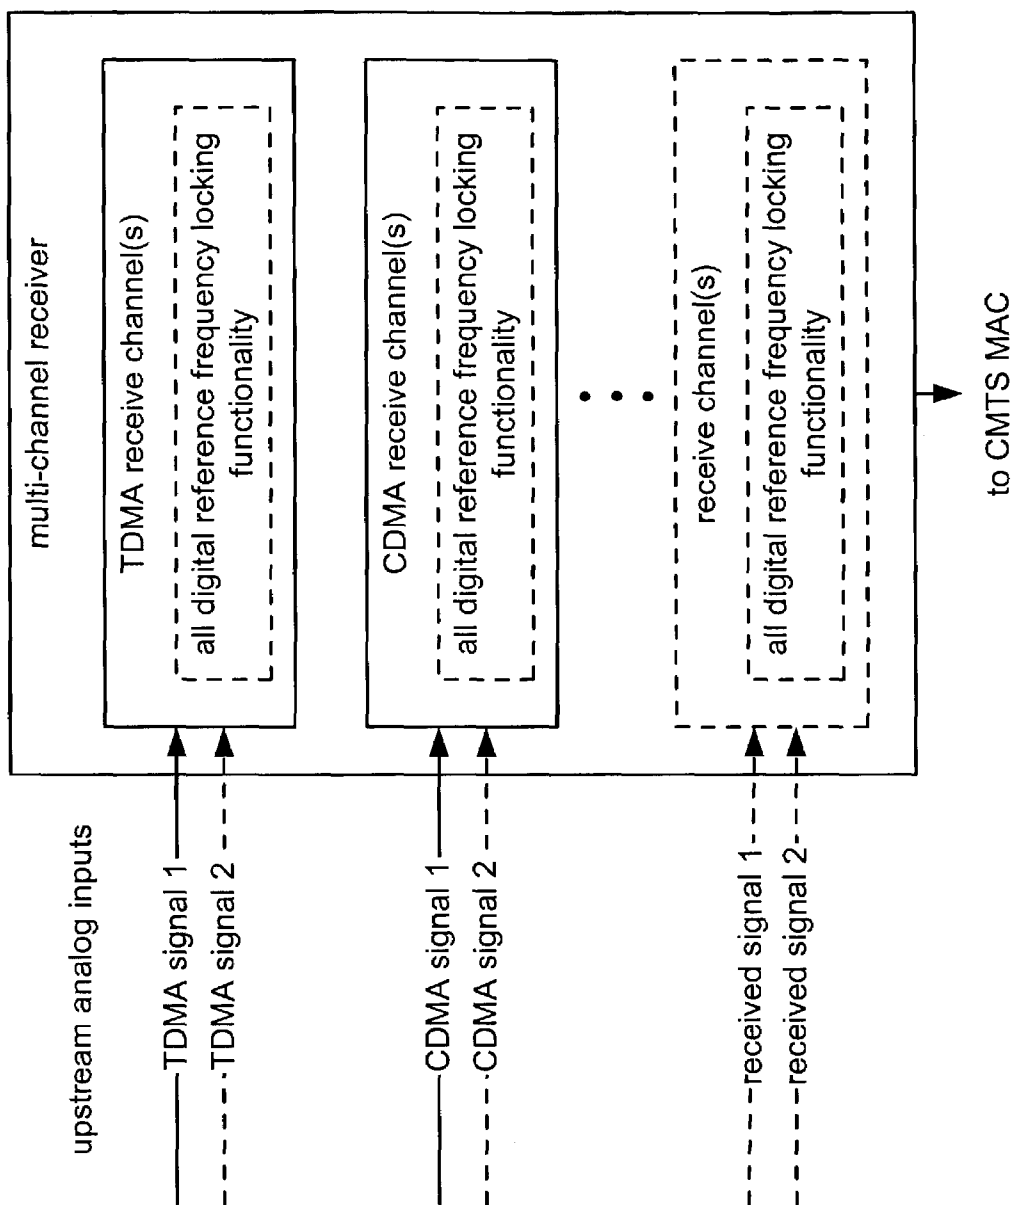 multi-channel receiver
TDMA receive channel(s)
all digital reference frequency locking
functionality
CDMA receive channel(s)
all digital reference frequency locking
functionality
receive channel(s)
all digital reference frequency locking
functionality
upstream analog inputs
TDMA signal 1
TDMA signal 2
CDMA signal 1
CDMA signal 2
received signal 1
received signal 2
to CMTS MAC